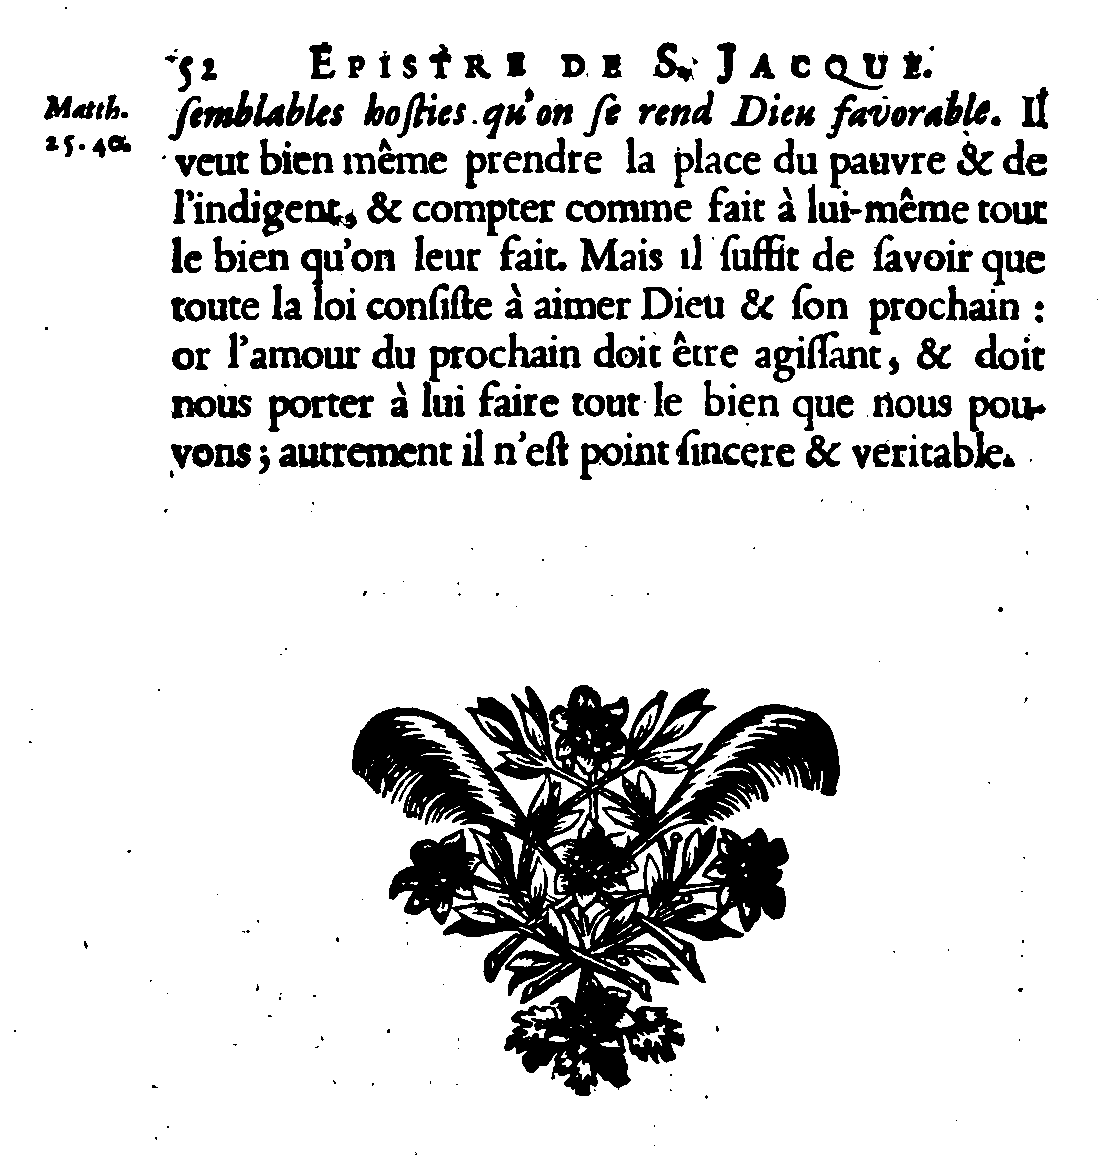 52 EPISTRE DE S. JACQUE.
Matth.
25. 40.
ſemblables hoſties qu'on ſe rend Dieu favorable. Il
veut bien même prendre la place du pauvre & de
l'indigent, & compter comme fait à lui-même tout
le bien qu'on leur fait. Mais il ſuffit de ſavoir que
toute la loi conſiſte à aimer Dieu & ſon prochain :
or l'amour du prochain doit être agiſſant, & doit
nous porter à lui faire tout le bien que nous pou-
vons ; autrement il n'eſt point ſincere & veritable.